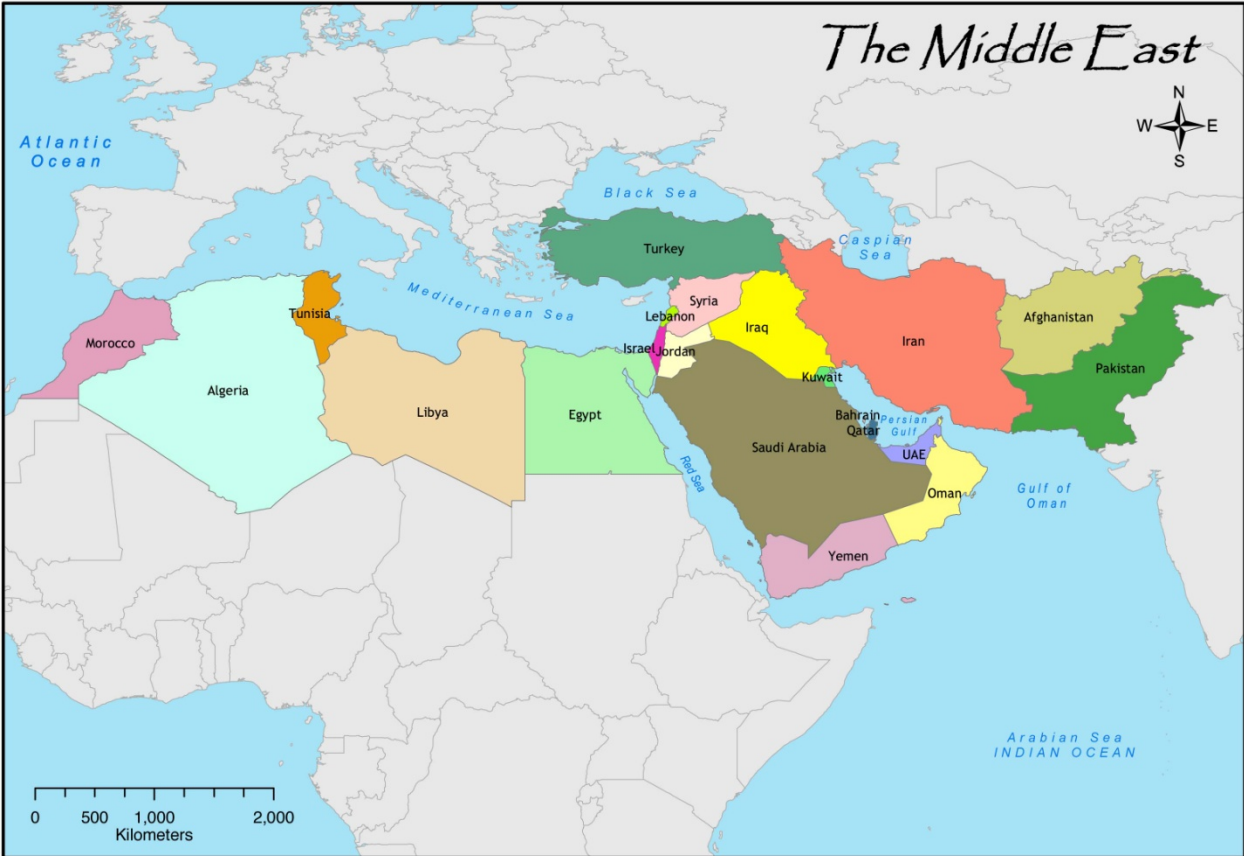 The Middle East
N
W E
S
Atlantic
Ocean
Black Sea
Caspian
Sea
Turkey
Mediterranean Sea
Syria
Lebanon
Tunisia
Morocco
Iraq
Iran
Afghanistan
Israel
Jordan
Pakistan
Kuwait
Algeria
Libya
Egypt
Bahrain
Qatar
Persian
Gulf
Saudi Arabia
UAE
Red Sea
Oman
Gulf of
Oman
Yemen
Arabian Sea
INDIAN OCEAN
0 500 1,000 2,000
Kilometers